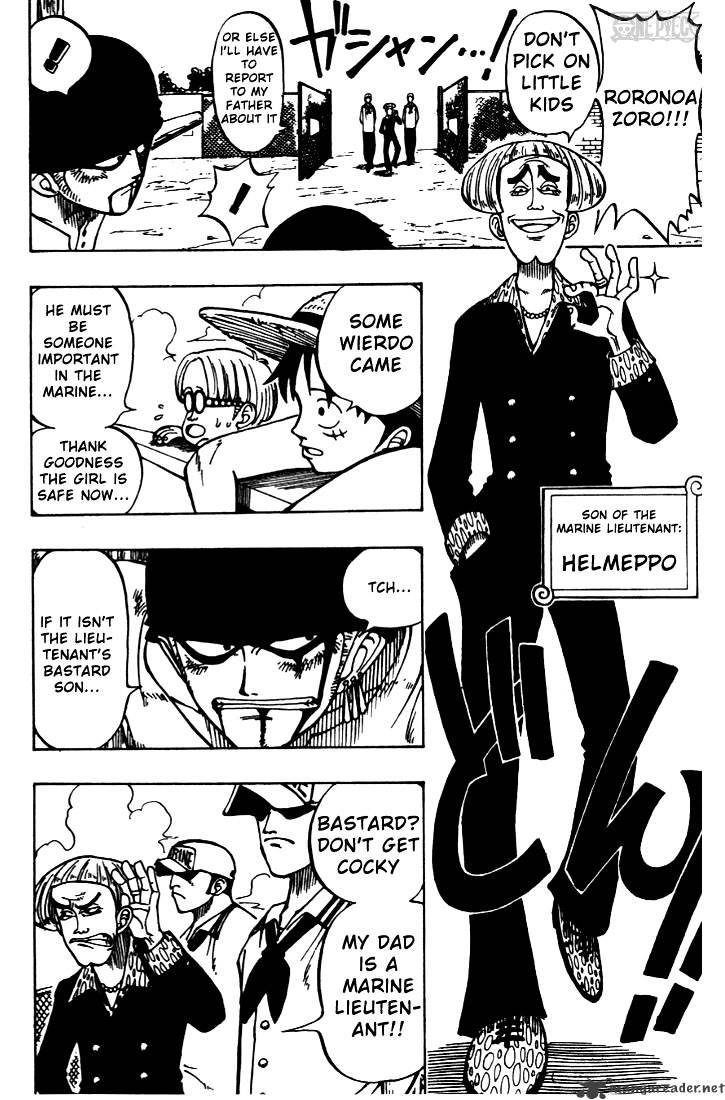 ONE PIECE
RORONOA
ZORO!!!
DON'T
PICK ON
LITTLE
KIDS
ガシャン…!
OR ELSE
I'LL HAVE
TO
REPORT
TO MY
FATHER
ABOUT IT
!
!
SON OF THE
MARINE LIEUTENANT:
HELMEPPO
SOME
WIERDO
CAME
HE MUST
BE
SOMEONE
IMPORTANT
IN THE
MARINE...
THANK
GOODNESS
THE GIRL IS
SAFE NOW...
TCH...
IF IT ISN'T
THE LIEU-
TENANT'S
BASTARD
SON...
BASTARD?
DON'T GET
COCKY
MY DAD
IS A
MARINE
LIEUTEN-
ANT!!
RINE
どん!!
mangareader.net